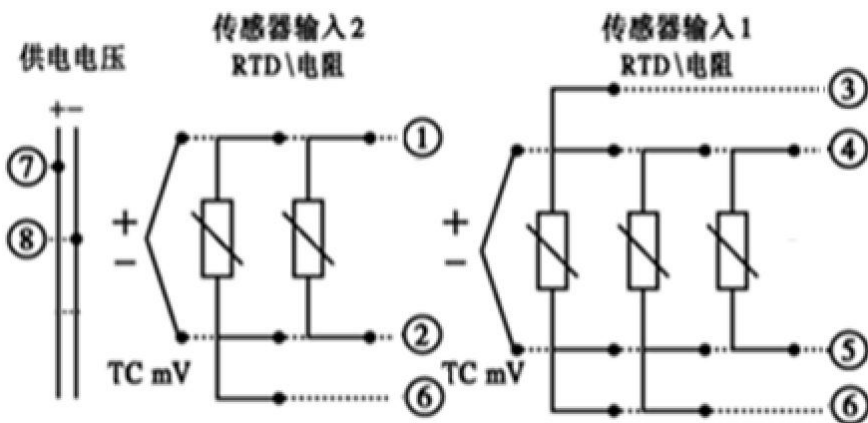 供电电压
+-
⑦
⑧
传感器输入2
RTD\电阻
+
-
TC mV
①
②
⑥
传感器输入1
RTD\电阻
+
-
TC mV
③
④
⑤
⑥